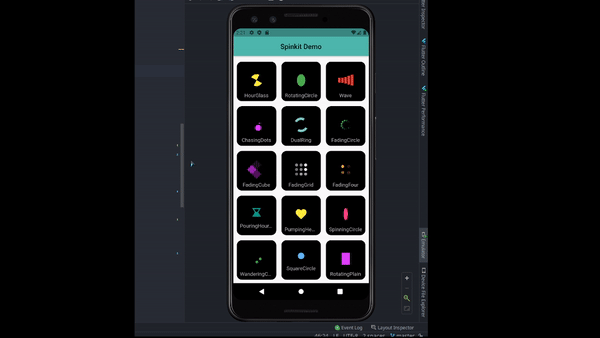 Spinkit Demo
HourGlass
RotatingCircle
Wave
ChasingDots
DualRing
FadingCircle
FadingCube
FadingGrid
FadingFour
PouringHour...
PumpingHe...
SpinningCircle
WanderingC...
SquareCircle
RotatingPlain
Flutter Outline
Flutter Performance
Emulator
Device File Explorer
Event Log
Layout Inspector